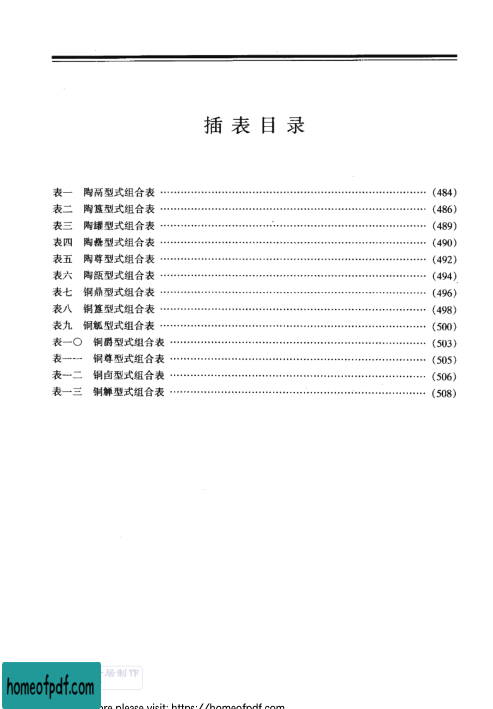 插表目录
表一 陶鬲型式组合表 …………………………………………………… (484)
表二 陶簋型式组合表 …………………………………………………… (486)
表三 陶罐型式组合表 …………………………………………………… (489)
表四 陶罍型式组合表 …………………………………………………… (490)
表五 陶尊型式组合表 …………………………………………………… (492)
表六 陶瓿型式组合表 …………………………………………………… (494)
表七 铜鼎型式组合表 …………………………………………………… (496)
表八 铜簋型式组合表 …………………………………………………… (498)
表九 铜觚型式组合表 …………………………………………………… (500)
表一〇 铜爵型式组合表 …………………………………………………… (503)
表一一 铜尊型式组合表 …………………………………………………… (505)
表一二 铜卣型式组合表 …………………………………………………… (506)
表一三 铜觯型式组合表 …………………………………………………… (508)
制作
homeofpdf.com
please visit: https://homeofpdf.com